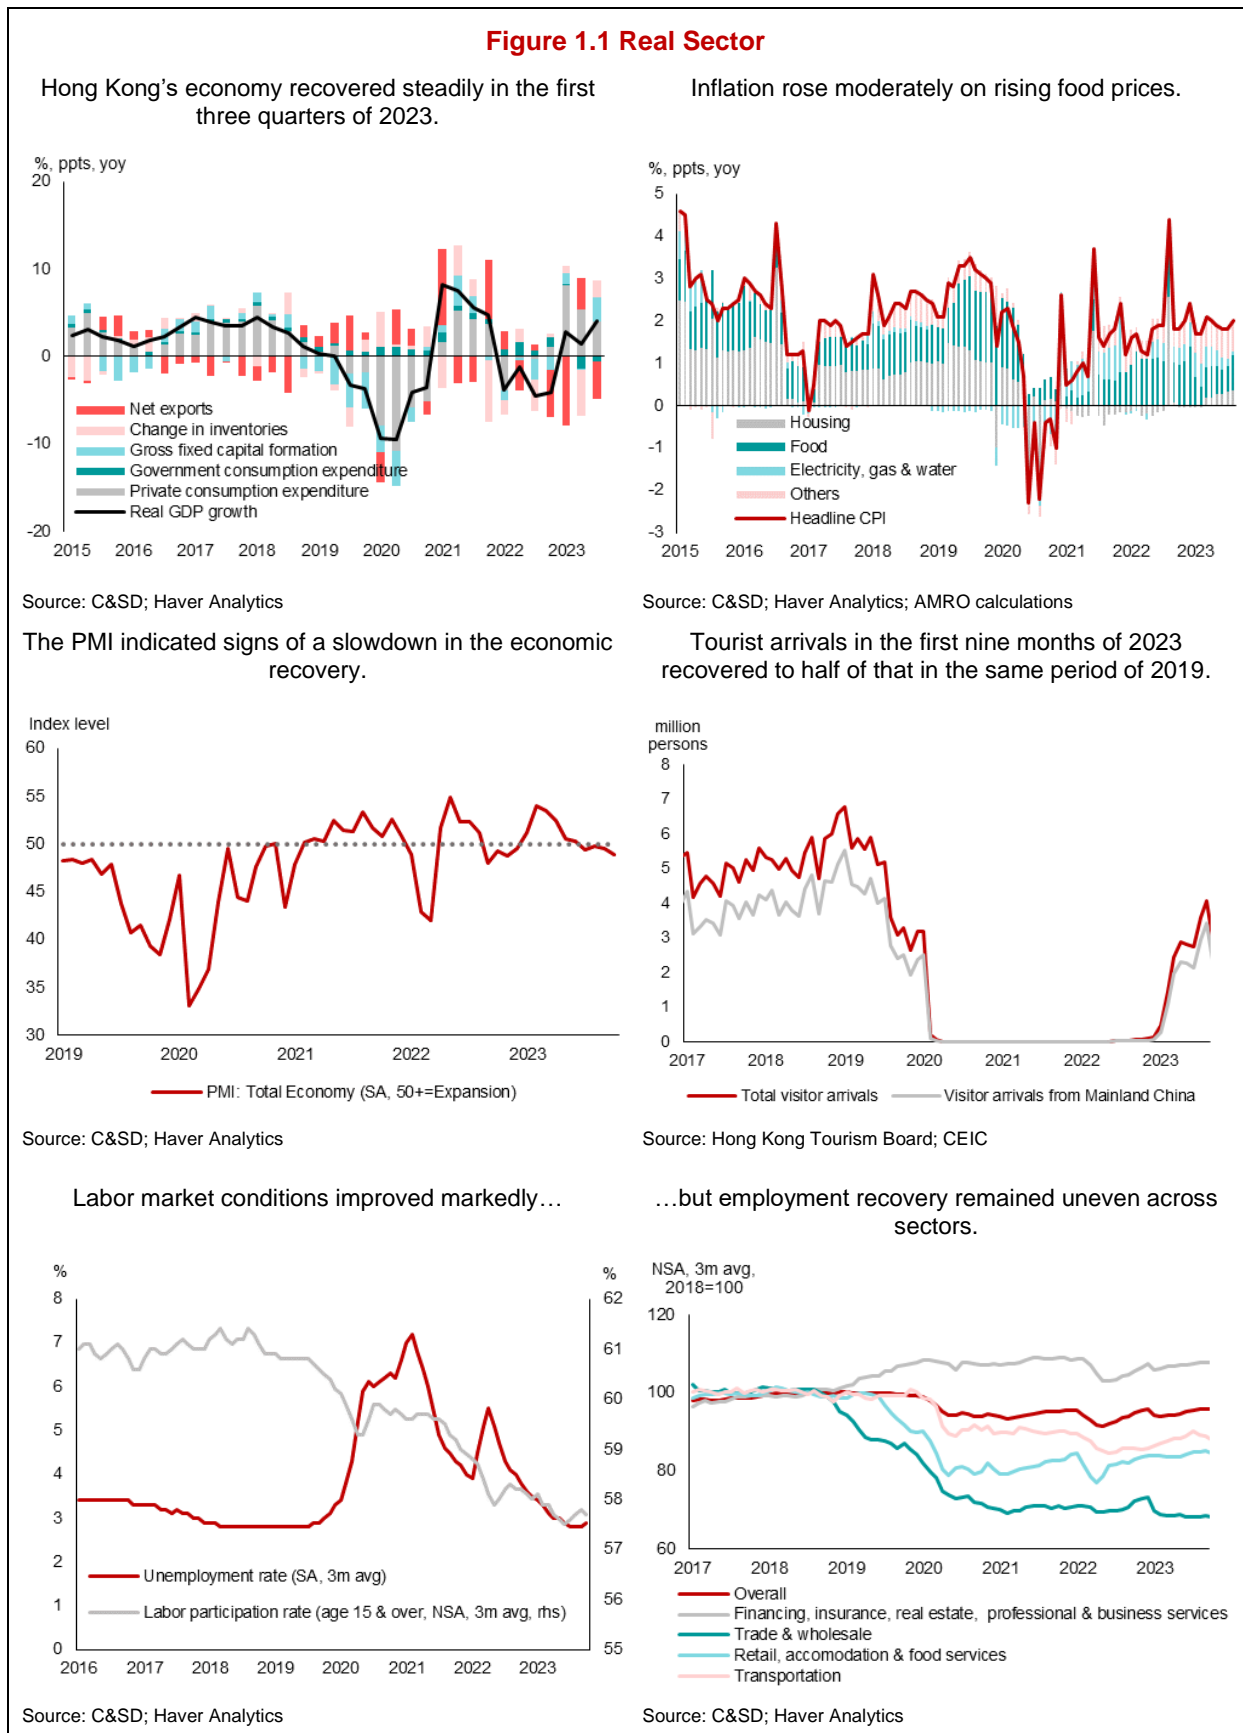 Figure 1.1 Real Sector
Hong Kong's economy recovered steadily in the first
three quarters of 2023.
%, ppts, yoy
20
10
0
-10
-20
Net exports
Change in inventories
Gross fixed capital formation
Government consumption expenditure
Private consumption expenditure
Real GDP growth
2015 2016 2017 2018 2019 2020 2021 2022 2023
Source: C&SD; Haver Analytics
Inflation rose moderately on rising food prices.
%, ppts, yoy
5
4
3
2
1
0
-1
-2
-3
Housing
Food
Electricity, gas & water
Others
Headline CPI
2015 2016 2017 2018 2019 2020 2021 2022 2023
Source: C&SD; Haver Analytics; AMRO calculations
The PMI indicated signs of a slowdown in the economic
recovery.
Index level
60
55
50
45
40
35
30
2019 2020 2021 2022 2023
PMI: Total Economy (SA, 50+=Expansion)
Source: C&SD; Haver Analytics
Tourist arrivals in the first nine months of 2023
recovered to half of that in the same period of 2019.
million
persons
8
7
6
5
4
3
2
1
0
2017 2018 2019 2020 2021 2022 2023
Total visitor arrivals Visitor arrivals from Mainland China
Source: Hong Kong Tourism Board; CEIC
Labor market conditions improved markedly…
% %
8 62
7 61
6 60
5 59
4 58
3 57
2 56
1 55
0
Unemployment rate (SA, 3m avg)
Labor participation rate (age 15 & over, NSA, 3m avg, rhs)
2016 2017 2018 2019 2020 2021 2022 2023
Source: C&SD; Haver Analytics
…but employment recovery remained uneven across
sectors.
NSA, 3m avg,
2018=100
120
100
80
60
2017 2018 2019 2020 2021 2022 2023
Overall
Financing, insurance, real estate, professional & business services
Trade & wholesale
Retail, accomodation & food services
Transportation
Source: C&SD; Haver Analytics